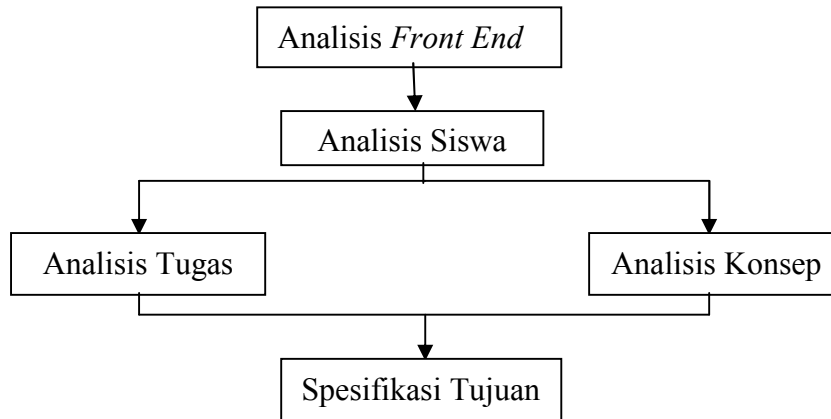 Analisis Front End
Analisis Siswa
Analisis Tugas
Analisis Konsep
Spesifikasi Tujuan